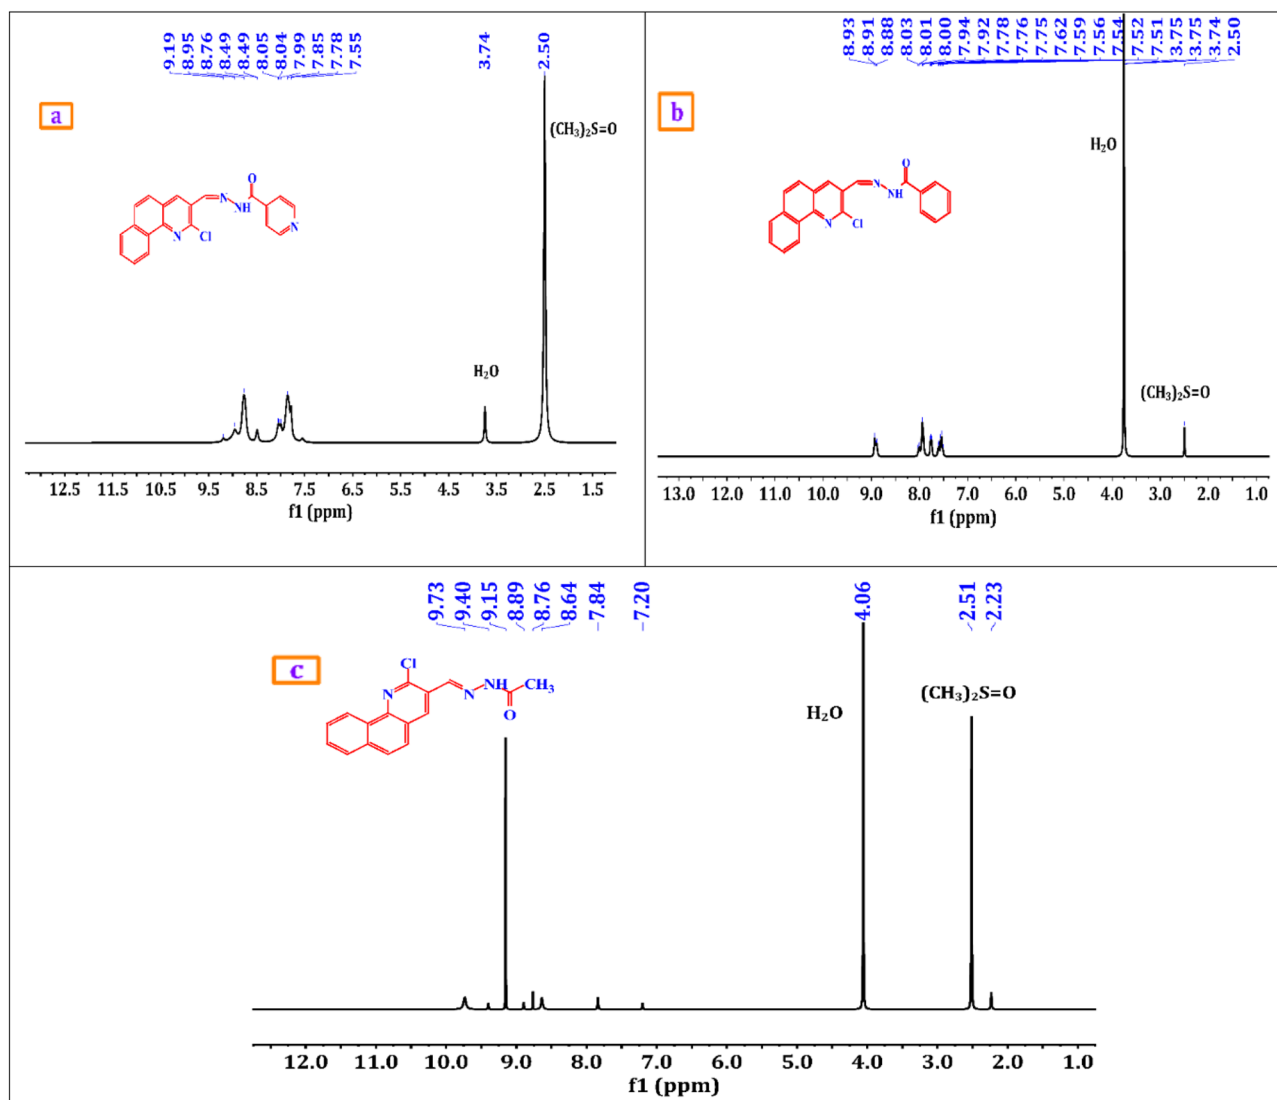 9.19 8.95 8.76 8.49 8.49 8.05 8.04 7.99 7.85 7.78 7.55 3.74 2.50
a
(CH₃)₂S=O
O
N
NH
N
N
Cl
H₂O
12.5 11.5 10.5 9.5 8.5 7.5 6.5 5.5 4.5 3.5 2.5 1.5
f1 (ppm)
8.93 8.91 8.88 8.03 8.01 8.00 7.94 7.92 7.78 7.76 7.75 7.62 7.59 7.56 7.54 7.52 7.51 3.75 3.75 3.74 2.50
b
H₂O
O
N
NH
N
Cl
(CH₃)₂S=O
13.0 12.0 11.0 10.0 9.0 8.0 7.0 6.0 5.0 4.0 3.0 2.0 1.0
f1 (ppm)
9.73 9.40 9.15 8.89 8.76 8.64 7.84 7.20 4.06 2.51 2.23
c
Cl
N
N
NH
CH₃
O
H₂O
(CH₃)₂S=O
12.0 11.0 10.0 9.0 8.0 7.0 6.0 5.0 4.0 3.0 2.0 1.0
f1 (ppm)